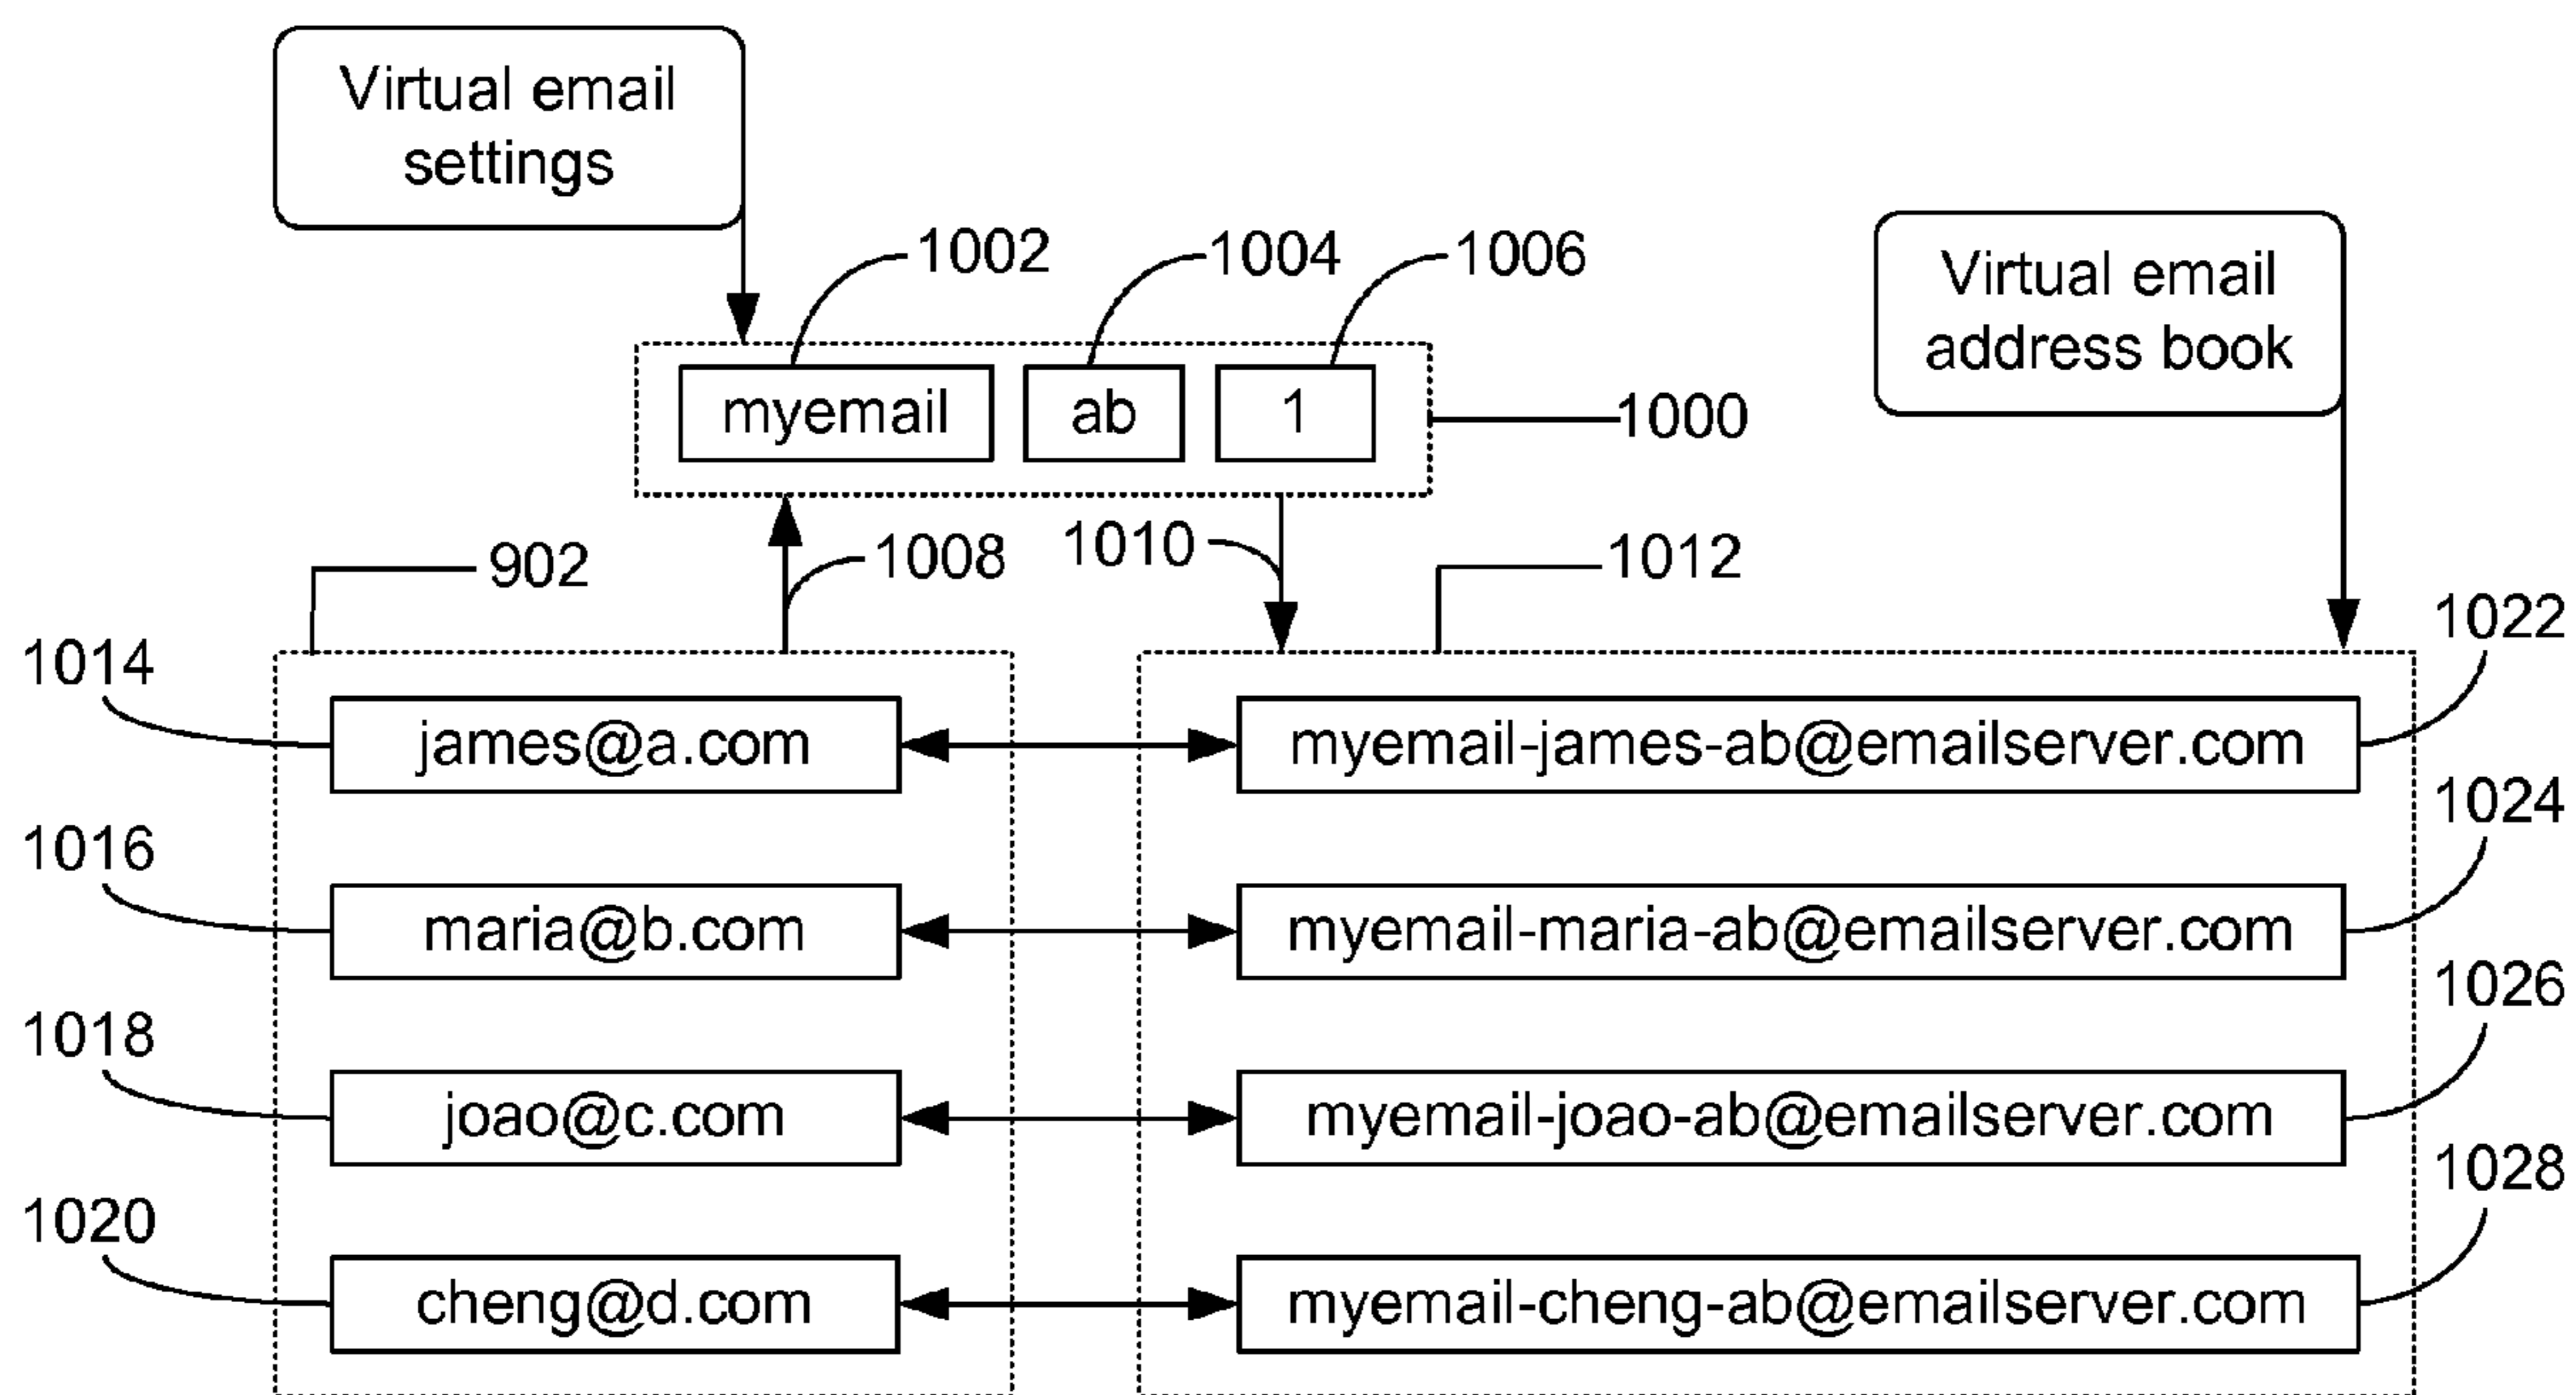 Virtual email
settings
1002
1004
1006
Virtual email
address book
myemail
ab
1
1000
902
1008
1010
1012
1014
james@a.com
myemail-james-ab@emailserver.com
1022
1016
maria@b.com
myemail-maria-ab@emailserver.com
1024
1018
joao@c.com
myemail-joao-ab@emailserver.com
1026
1020
cheng@d.com
myemail-cheng-ab@emailserver.com
1028